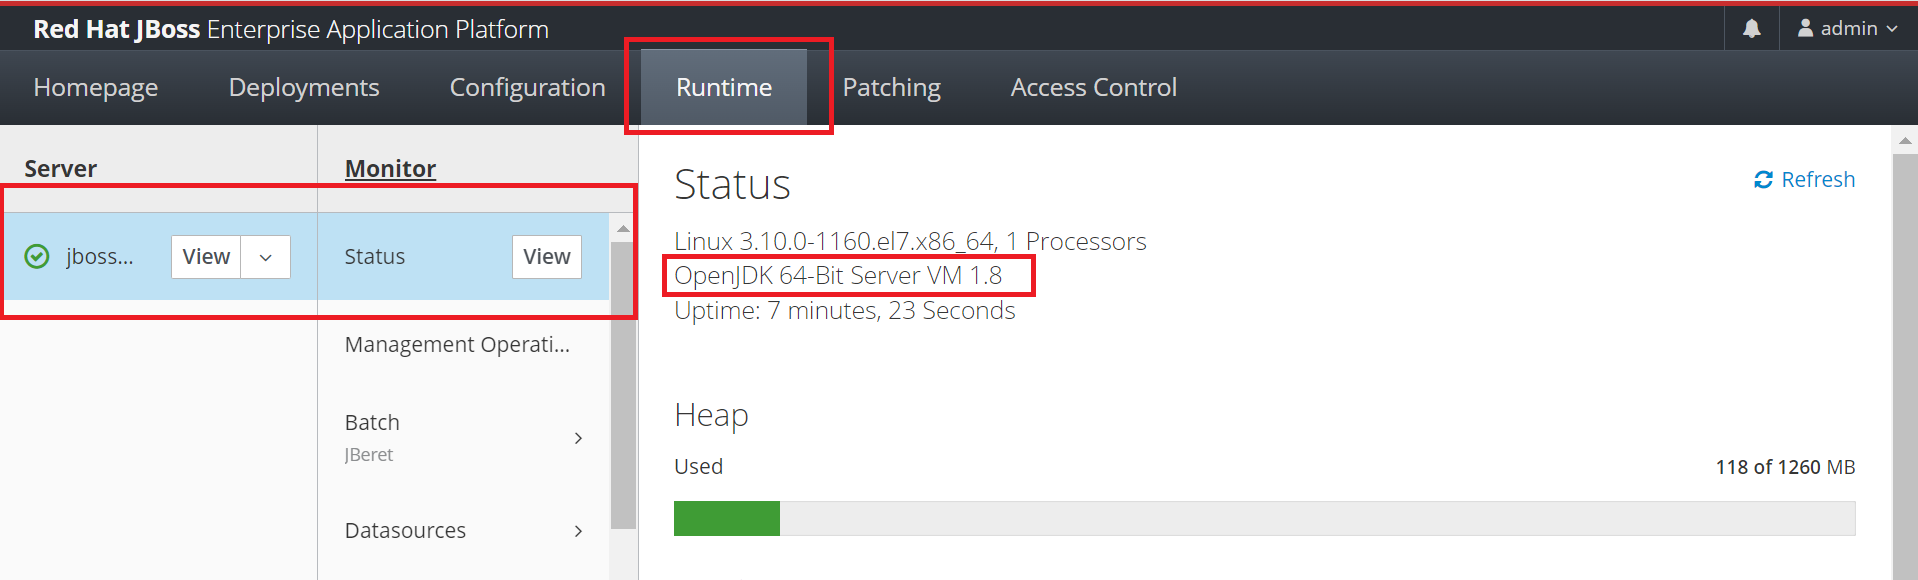 Red Hat JBoss Enterprise Application Platform
admin
Homepage Deployments Configuration Runtime Patching Access Control
Server
Monitor
jboss... View
Status View
Management Operati...
Batch
JBeret
Datasources
Status
Refresh
Linux 3.10.0-1160.el7.x86_64, 1 Processors
OpenJDK 64-Bit Server VM 1.8
Uptime: 7 minutes, 23 Seconds
Heap
Used 118 of 1260 MB